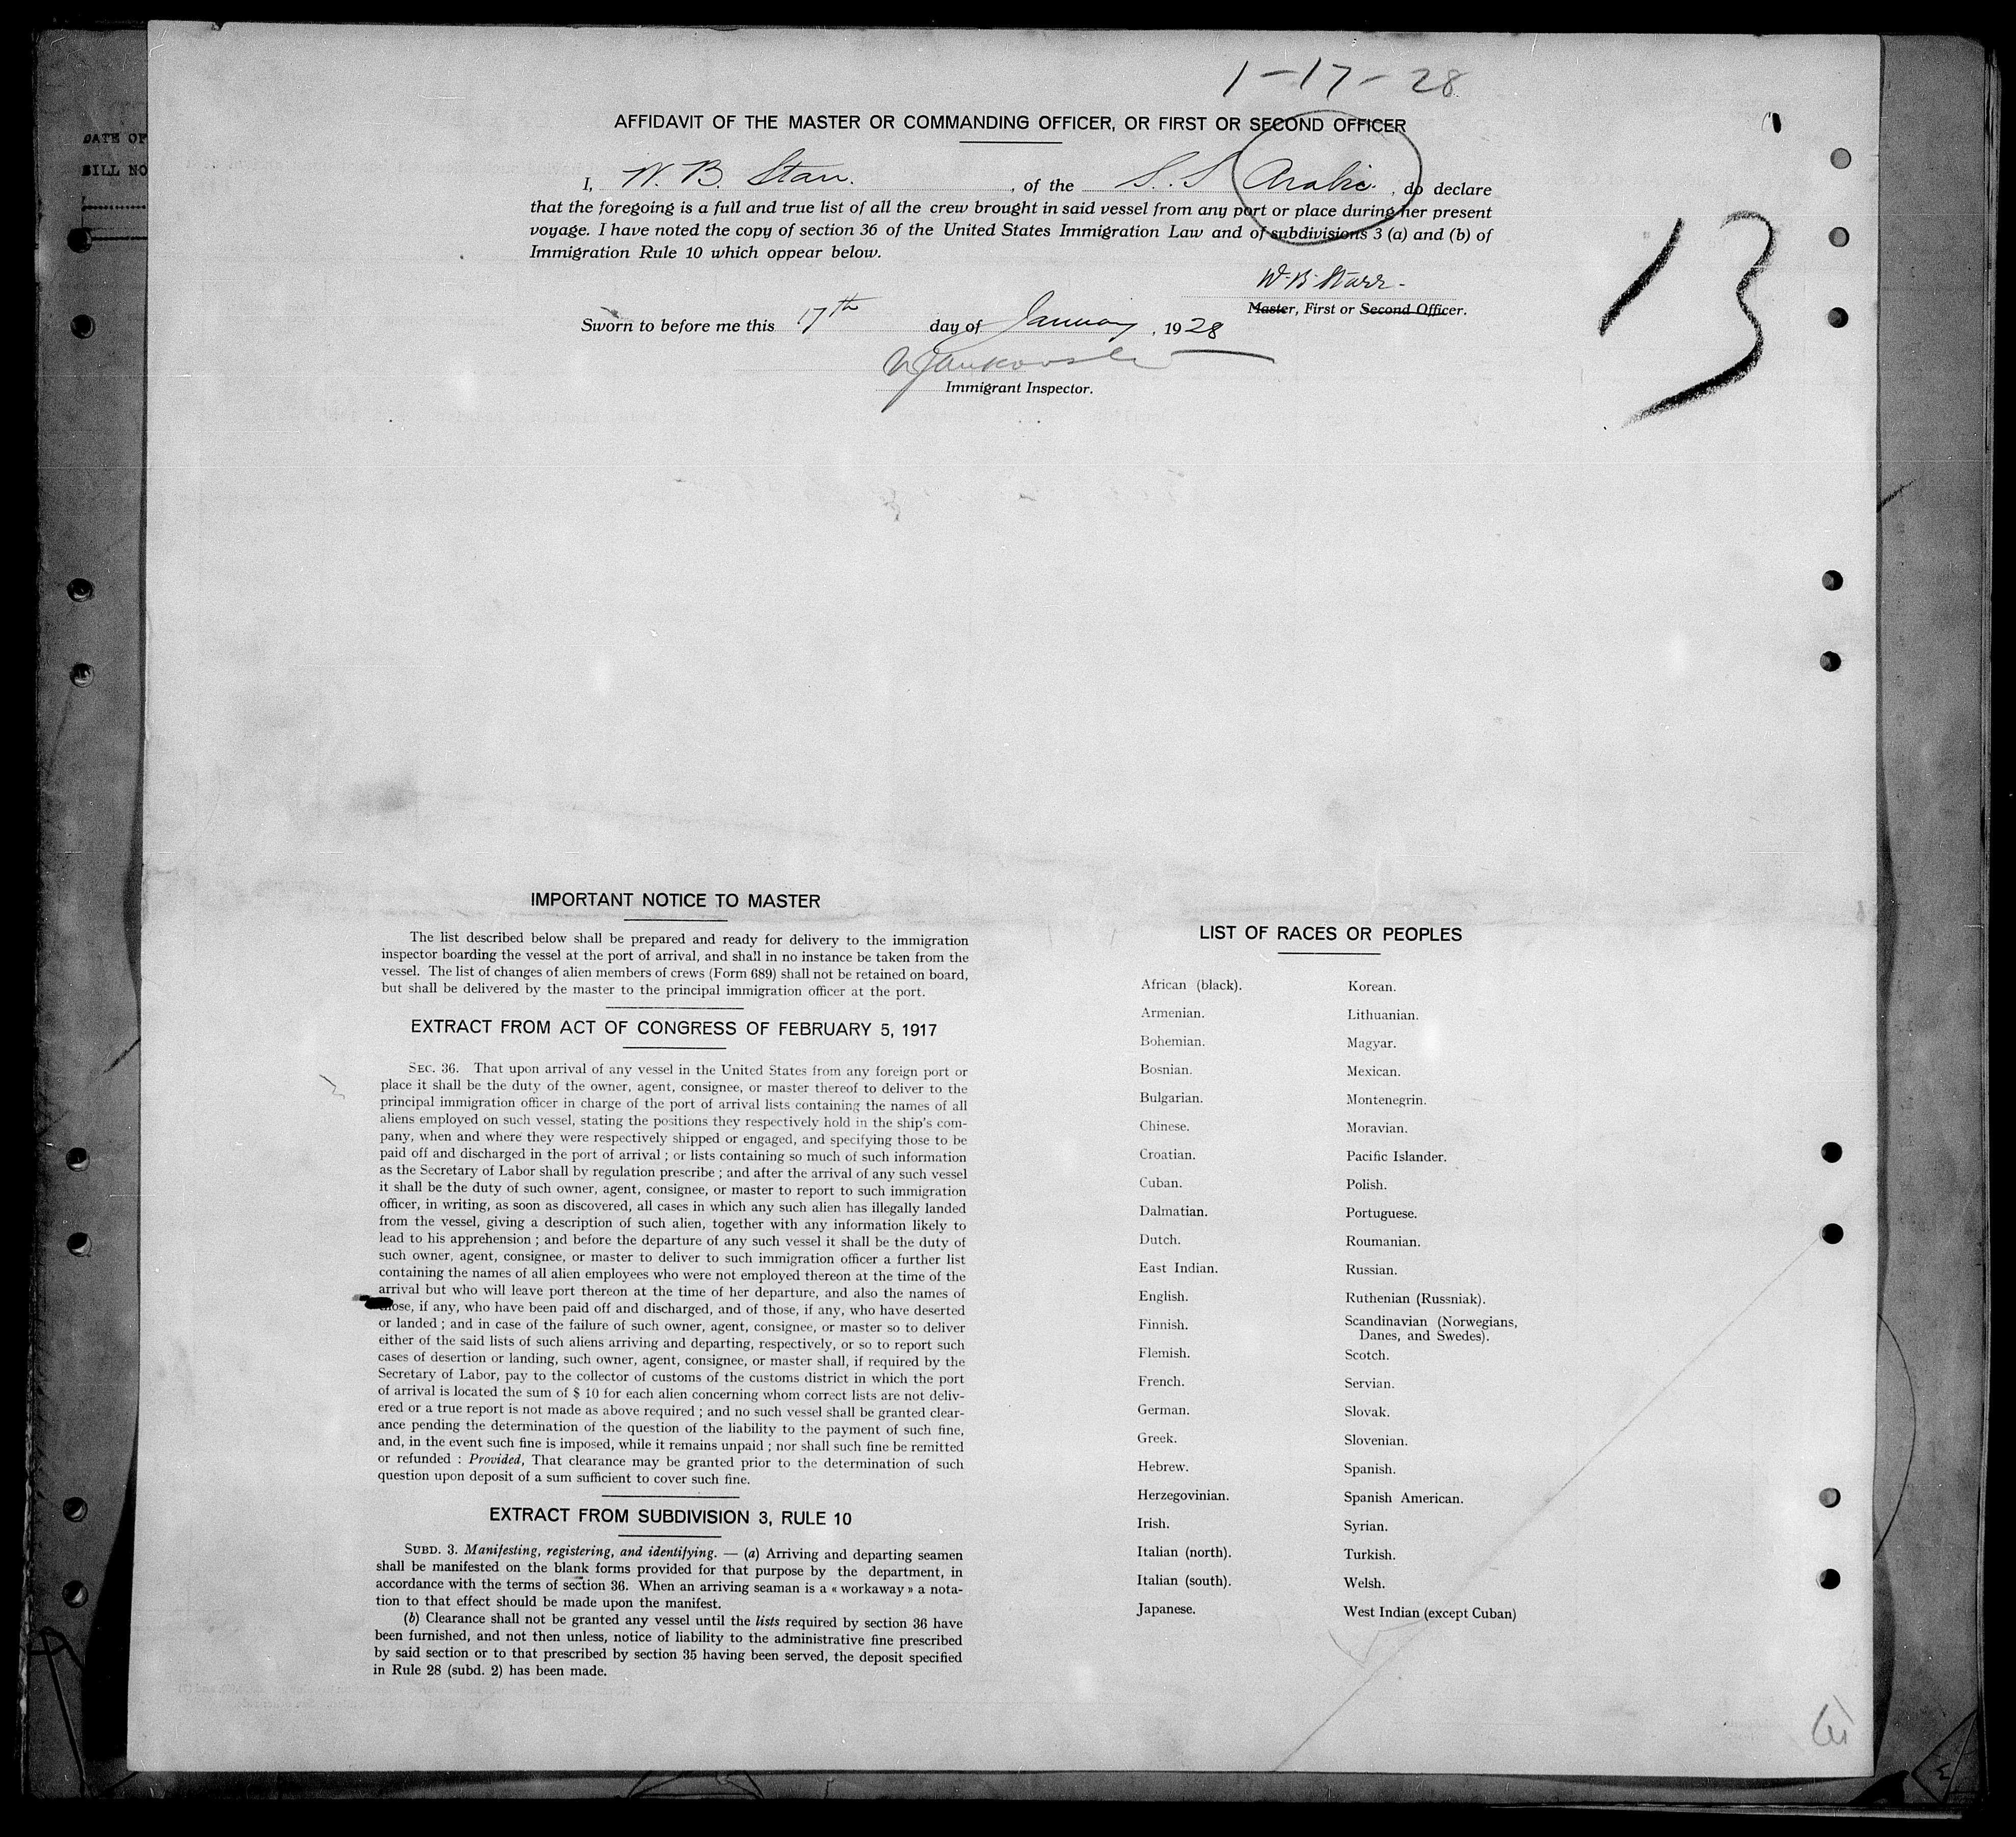 1-17-28
AFFIDAVIT OF THE MASTER OR COMMANDING OFFICER, OR FIRST OR SECOND OFFICER
I, W. B. Starr. , of the S.S Arabic. , do declare
that the foregoing is a full and true list of all the crew brought in said vessel from any port or place during her present
voyage. I have noted the copy of section 36 of the United States Immigration Law and of subdivisions 3 (a) and (b) of
Immigration Rule 10 which oppear below.
13
W. B. Starr.
Master, First or Second Officer.
Sworn to before me this 17th day of January , 1928
Immigrant Inspector.
DATE OF
BILL NO
IMPORTANT NOTICE TO MASTER
The list described below shall be prepared and ready for delivery to the immigration
inspector boarding the vessel at the port of arrival, and shall in no instance be taken from the
vessel. The list of changes of alien members of crews (Form 689) shall not be retained on board,
but shall be delivered by the master to the principal immigration officer at the port.
EXTRACT FROM ACT OF CONGRESS OF FEBRUARY 5, 1917
SEC. 36. That upon arrival of any vessel in the United States from any foreign port or
place it shall be the duty of the owner, agent, consignee, or master thereof to deliver to the
principal immigration officer in charge of the port of arrival lists containing the names of all
aliens employed on such vessel, stating the positions they respectively hold in the ship's com-
pany, when and where they were respectively shipped or engaged, and specifying those to be
paid off and discharged in the port of arrival ; or lists containing so much of such information
as the Secretary of Labor shall by regulation prescribe ; and after the arrival of any such vessel
it shall be the duty of such owner, agent, consignee, or master to report to such immigration
officer, in writing, as soon as discovered, all cases in which any such alien has illegally landed
from the vessel, giving a description of such alien, together with any information likely to
lead to his apprehension ; and before the departure of any such vessel it shall be the duty of
such owner, agent, consignee, or master to deliver to such immigration officer a further list
containing the names of all alien employees who were not employed thereon at the time of the
arrival but who will leave port thereon at the time of her departure, and also the names of
those, if any, who have been paid off and discharged, and of those, if any, who have deserted
or landed ; and in case of the failure of such owner, agent, consignee, or master so to deliver
either of the said lists of such aliens arriving and departing, respectively, or so to report such
cases of desertion or landing, such owner, agent, consignee, or master shall, if required by the
Secretary of Labor, pay to the collector of customs of the customs district in which the port
of arrival is located the sum of $ 10 for each alien concerning whom correct lists are not deliv-
ered or a true report is not made as above required ; and no such vessel shall be granted clear-
ance pending the determination of the question of the liability to the payment of such fine,
and, in the event such fine is imposed, while it remains unpaid ; nor shall such fine be remitted
or refunded : Provided, That clearance may be granted prior to the determination of such
question upon deposit of a sum sufficient to cover such fine.
EXTRACT FROM SUBDIVISION 3, RULE 10
SUBD. 3. Manifesting, registering, and identifying. — (a) Arriving and departing seamen
shall be manifested on the blank forms provided for that purpose by the department, in
accordance with the terms of section 36. When an arriving seaman is a « workaway » a nota-
tion to that effect should be made upon the manifest.
(b) Clearance shall not be granted any vessel until the lists required by section 36 have
been furnished, and not then unless, notice of liability to the administrative fine prescribed
by said section or to that prescribed by section 35 having been served, the deposit specified
in Rule 28 (subd. 2) has been made.
LIST OF RACES OR PEOPLES
African (black).
Armenian.
Bohemian.
Bosnian.
Bulgarian.
Chinese.
Croatian.
Cuban.
Dalmatian.
Dutch.
East Indian.
English.
Finnish.
Flemish.
French.
German.
Greek.
Hebrew.
Herzegovinian.
Irish.
Italian (north).
Italian (south).
Japanese.
Korean.
Lithuanian.
Magyar.
Mexican.
Montenegrin.
Moravian.
Pacific Islander.
Polish.
Portuguese.
Roumanian.
Russian.
Ruthenian (Russniak).
Scandinavian (Norwegians,
Danes, and Swedes).
Scotch.
Servian.
Slovak.
Slovenian.
Spanish.
Spanish American.
Syrian.
Turkish.
Welsh.
West Indian (except Cuban)